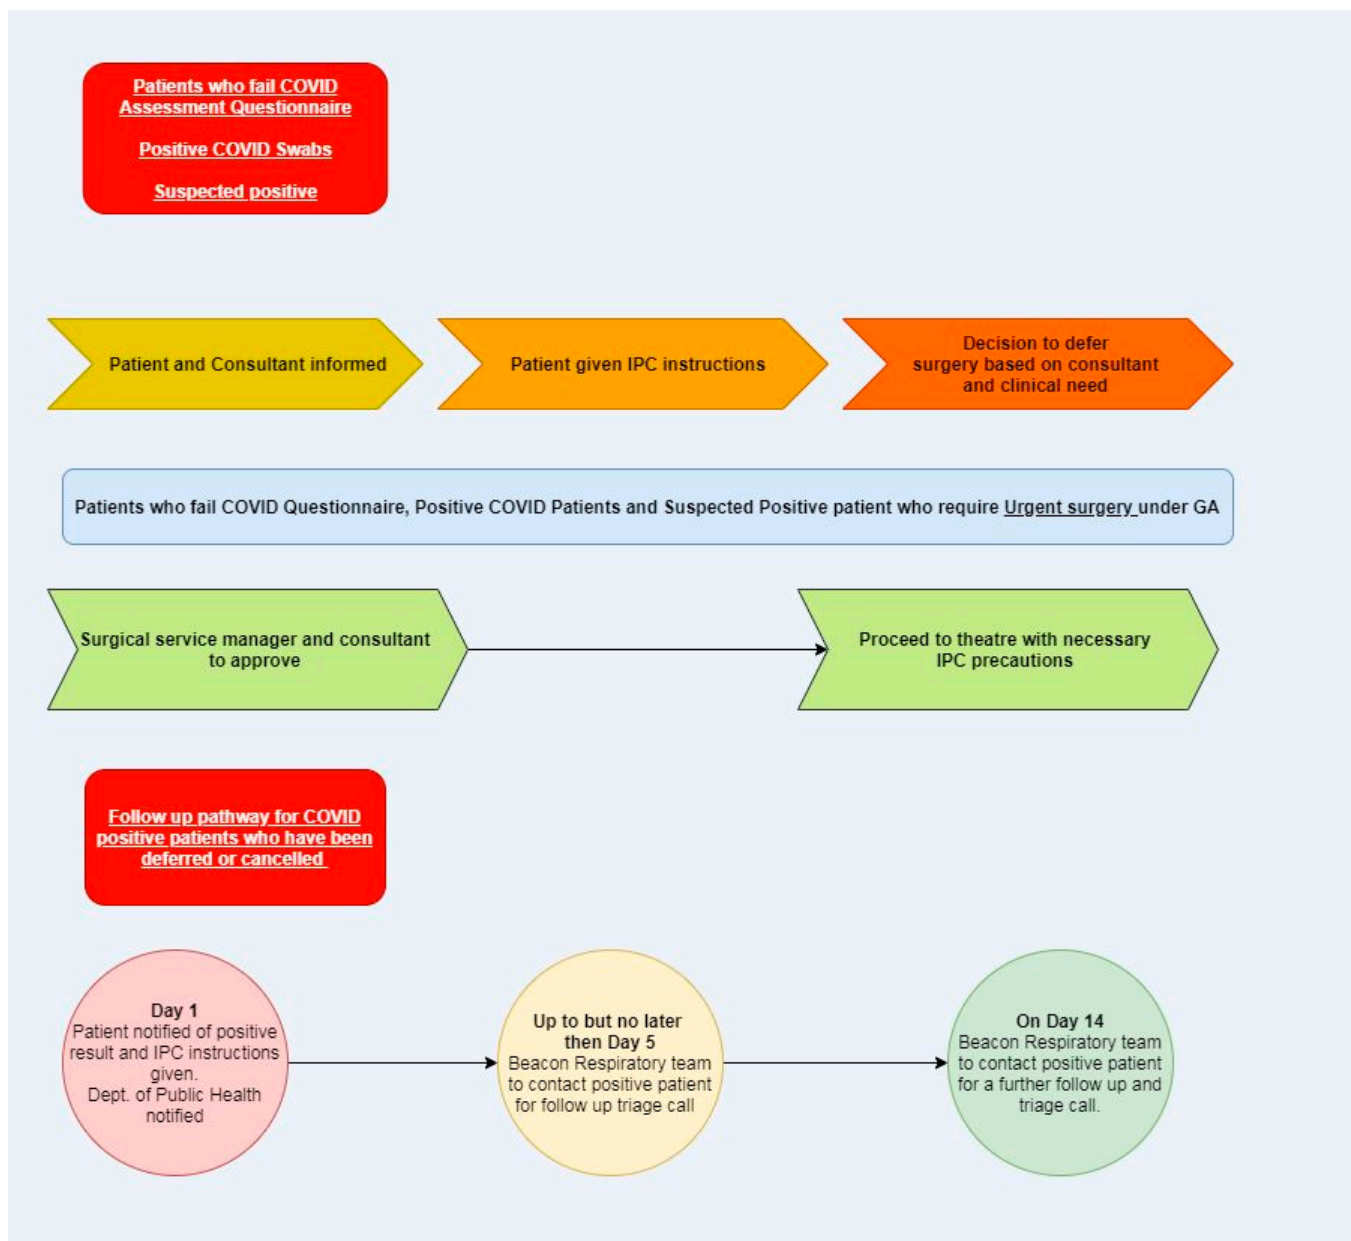 Patients who fail COVID
Assessment Questionnaire
Positive COVID Swabs
Suspected positive
Patient and Consultant informed
Patient given IPC instructions
Decision to defer
surgery based on consultant
and clinical need
Patients who fail COVID Questionnaire, Positive COVID Patients and Suspected Positive patient who require Urgent surgery under GA
Surgical service manager and consultant
to approve
Proceed to theatre with necessary
IPC precautions
Follow up pathway for COVID
positive patients who have been
deferred or cancelled
Day 1
Patient notified of positive
result and IPC instructions
given.
Dept. of Public Health
notified
Up to but no later
then Day 5
Beacon Respiratory team
to contact positive patient
for follow up triage call
On Day 14
Beacon Respiratory team
to contact positive patient
for a further follow up and
triage call.